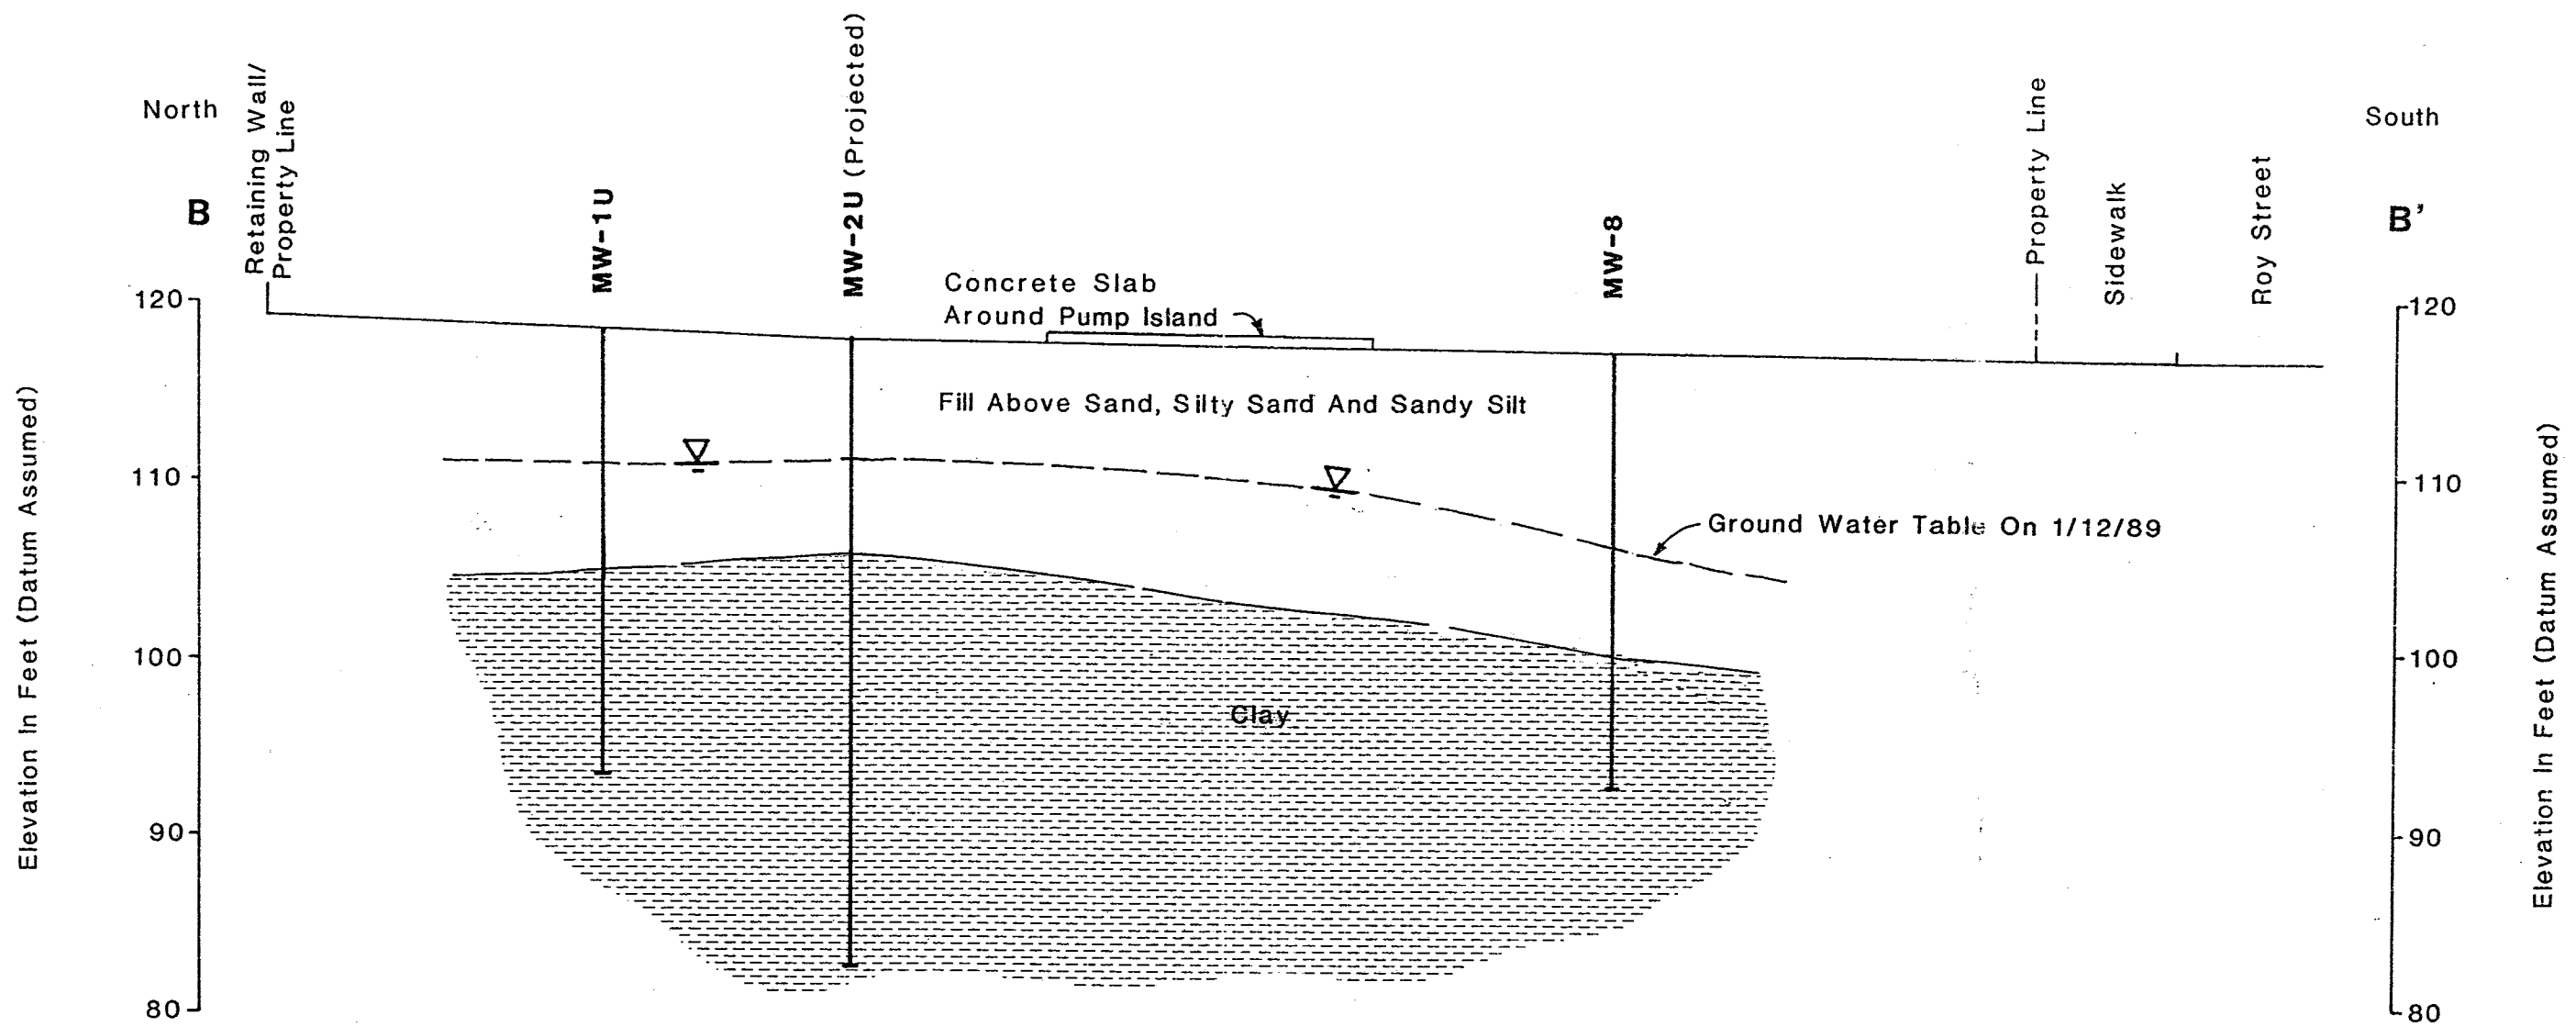 North
South
B
B'
Retaining Wall/
Property Line
MW-1U
MW-2U (Projected)
MW-8
Property Line
Sidewalk
Roy Street
Concrete Slab
Around Pump Island
Fill Above Sand, Silty Sand And Sandy Silt
Ground Water Table On 1/12/89
Clay
Elevation In Feet (Datum Assumed)
120
110
100
90
80
120
110
100
90
80
Elevation In Feet (Datum Assumed)